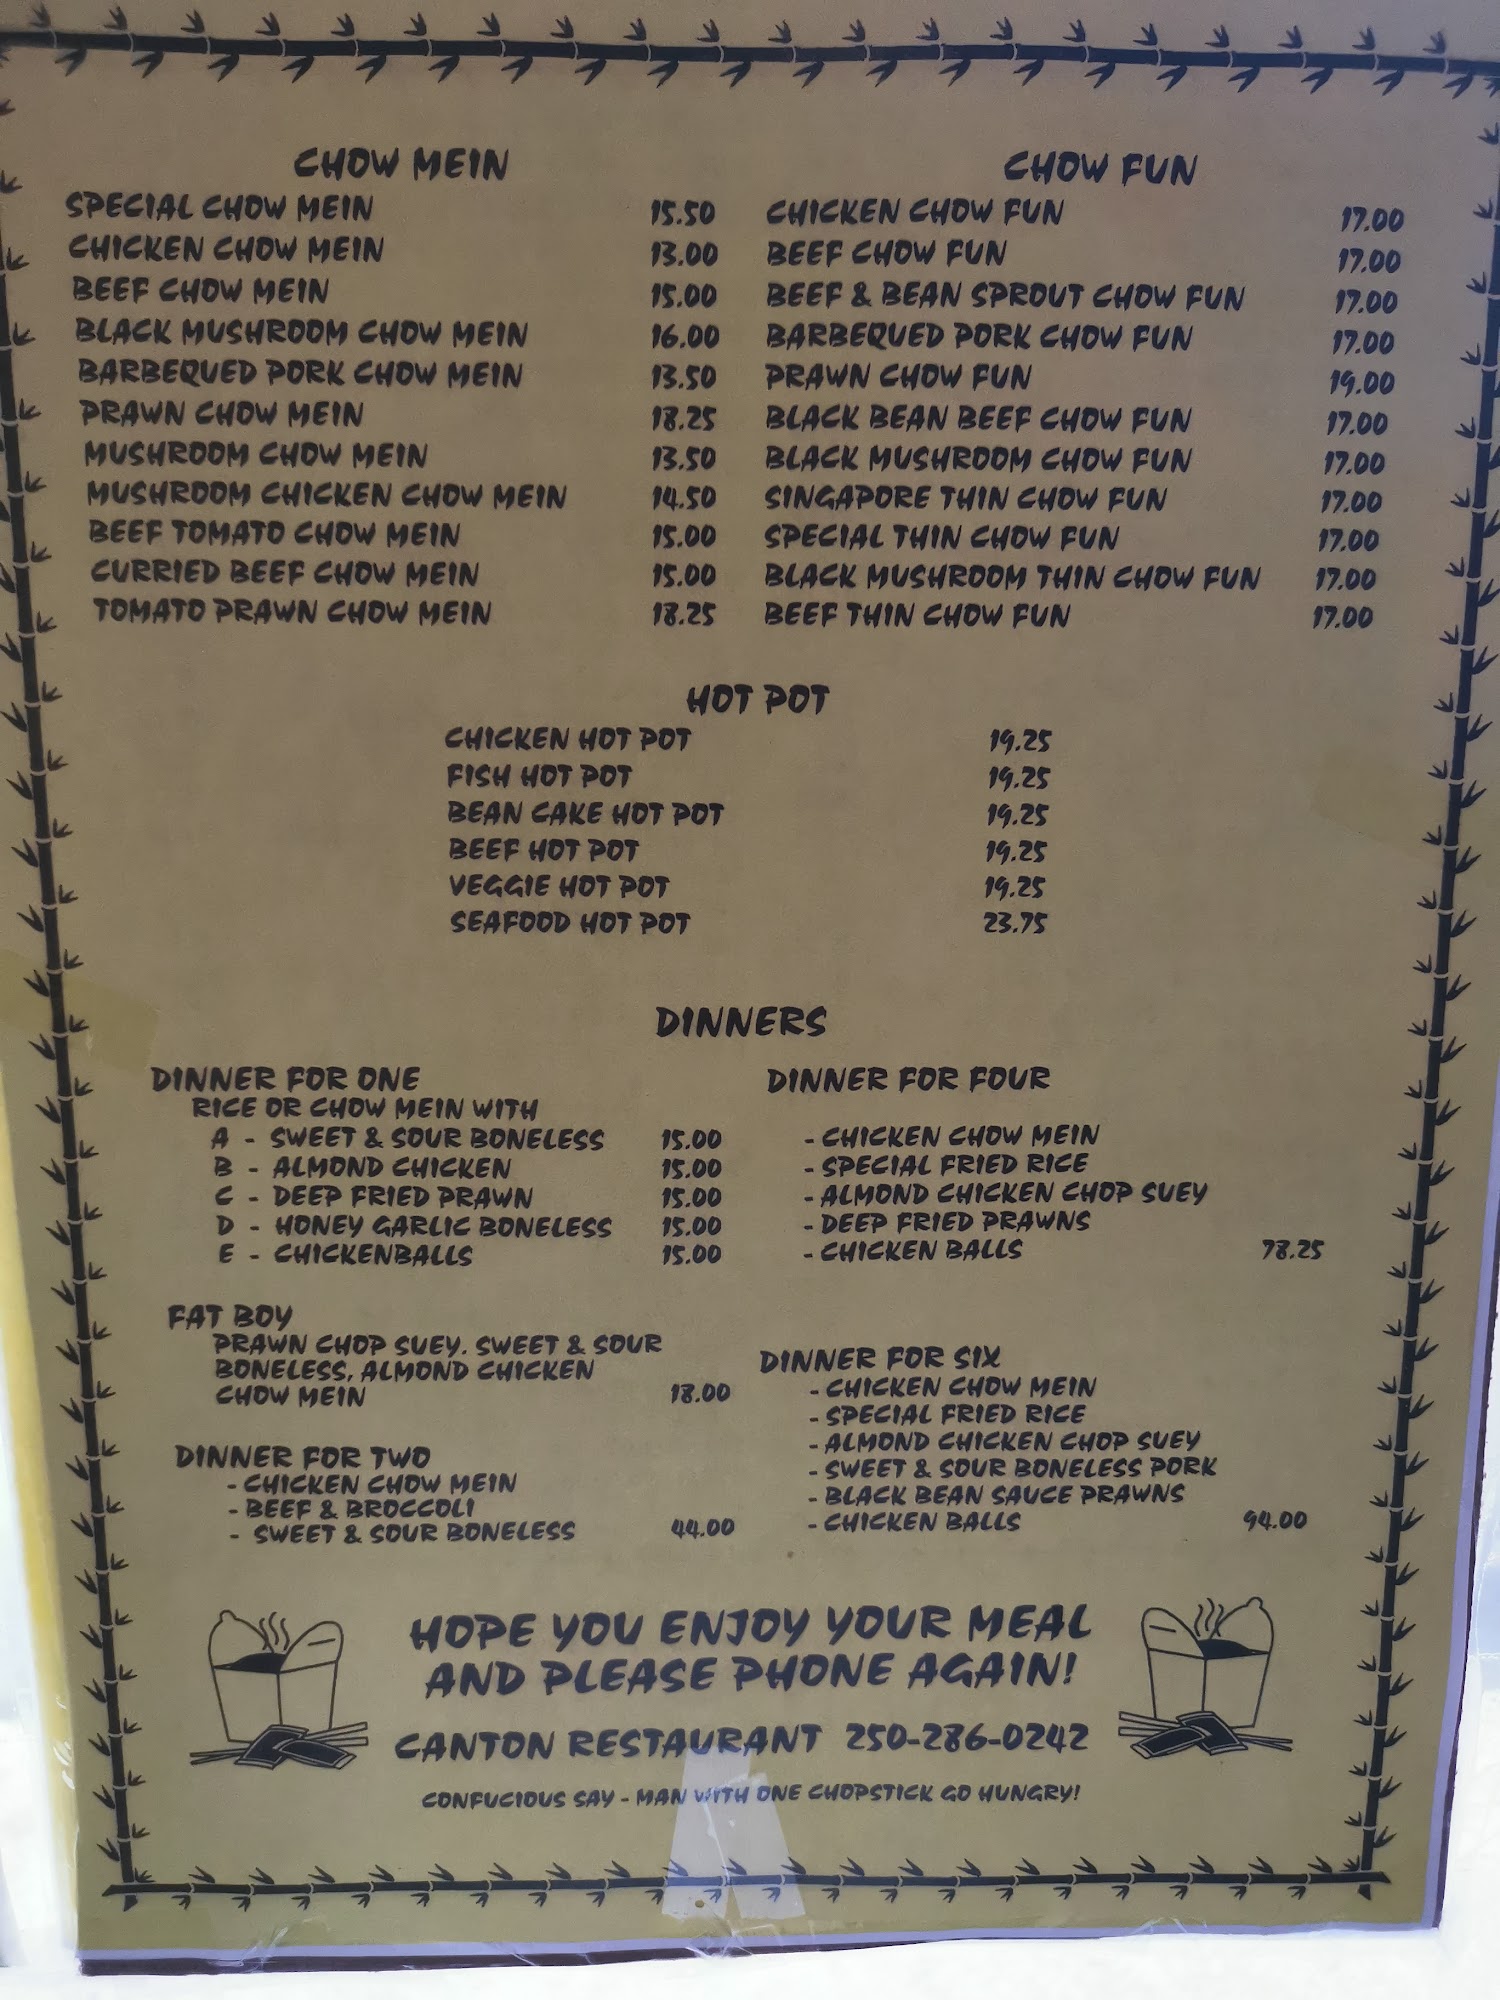 CHOW MEIN
SPECIAL CHOW MEIN 15.50
CHICKEN CHOW MEIN 13.00
BEEF CHOW MEIN 15.00
BLACK MUSHROOM CHOW MEIN 16.00
BARBEQUED PORK CHOW MEIN 13.50
PRAWN CHOW MEIN 18.25
MUSHROOM CHOW MEIN 13.50
MUSHROOM CHICKEN CHOW MEIN 14.50
BEEF TOMATO CHOW MEIN 15.00
CURRIED BEEF CHOW MEIN 15.00
TOMATO PRAWN CHOW MEIN 18.25
CHOW FUN
CHICKEN CHOW FUN 17.00
BEEF CHOW FUN 17.00
BEEF & BEAN SPROUT CHOW FUN 17.00
BARBEQUED PORK CHOW FUN 17.00
PRAWN CHOW FUN 19.00
BLACK BEAN BEEF CHOW FUN 17.00
BLACK MUSHROOM CHOW FUN 17.00
SINGAPORE THIN CHOW FUN 17.00
SPECIAL THIN CHOW FUN 17.00
BLACK MUSHROOM THIN CHOW FUN 17.00
BEEF THIN CHOW FUN 17.00
HOT POT
CHICKEN HOT POT 19.25
FISH HOT POT 19.25
BEAN CAKE HOT POT 19.25
BEEF HOT POT 19.25
VEGGIE HOT POT 19.25
SEAFOOD HOT POT 23.75
DINNERS
DINNER FOR ONE
RICE OR CHOW MEIN WITH
A - SWEET & SOUR BONELESS 15.00
B - ALMOND CHICKEN 15.00
C - DEEP FRIED PRAWN 15.00
D - HONEY GARLIC BONELESS 15.00
E - CHICKENBALLS 15.00
FAT BOY
PRAWN CHOP SUEY. SWEET & SOUR
BONELESS, ALMOND CHICKEN
CHOW MEIN 18.00
DINNER FOR TWO
- CHICKEN CHOW MEIN
- BEEF & BROCCOLI
- SWEET & SOUR BONELESS 44.00
DINNER FOR FOUR
- CHICKEN CHOW MEIN
- SPECIAL FRIED RICE
- ALMOND CHICKEN CHOP SUEY
- DEEP FRIED PRAWNS
- CHICKEN BALLS 78.25
DINNER FOR SIX
- CHICKEN CHOW MEIN
- SPECIAL FRIED RICE
- ALMOND CHICKEN CHOP SUEY
- SWEET & SOUR BONELESS PORK
- BLACK BEAN SAUCE PRAWNS
- CHICKEN BALLS 94.00
HOPE YOU ENJOY YOUR MEAL
AND PLEASE PHONE AGAIN!
CANTON RESTAURANT 250-286-0242
CONFUCIOUS SAY - MAN WITH ONE CHOPSTICK GO HUNGRY!